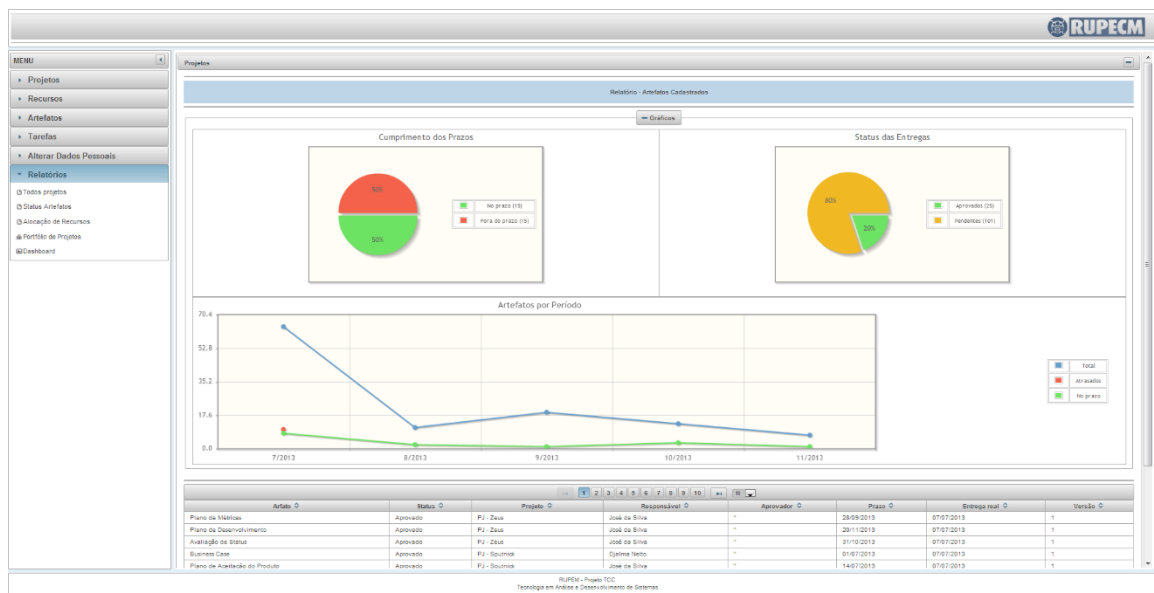 RUPECM
MENU
Projetos
Projetos
Recursos
Artefatos
Tarefas
Alterar Dados Pessoais
Relatórios
Todos projetos
Status Artefatos
Alocação de Recursos
Portfólio de Projetos
Dashboard
Relatório - Artefatos Cadastrados
Gráficos
Cumprimento dos Prazos
50%
50%
No prazo (15)
Fora do prazo (15)
Status das Entregas
80%
20%
Aprovados (25)
Pendentes (101)
Artefatos por Período
70.4
52.8
35.2
17.6
0.0
7/2013 8/2013 9/2013 10/2013 11/2013
Total
Atrasados
No prazo
1 2 3 4 5 6 7 8 9 10
Arfato Status Projeto Responsável Aprovador Prazo Entrega real Versão
Plano de Métricas Aprovado PJ - Zeus José da Silva 28/09/2013 07/07/2013 1
Plano de Desenvolvimento Aprovado PJ - Zeus José da Silva 29/11/2013 07/07/2013 1
Avaliação de Status Aprovado PJ - Zeus José da Silva 31/10/2013 07/07/2013 1
Business Case Aprovado PJ - Sputnick Djalma Netto 01/07/2013 07/07/2013 1
Plano de Aceitação do Produto Aprovado PJ - Sputnick José da Silva 14/07/2013 07/07/2013 1
RUPEM - Projeto TCC
Tecnologia em Análise e Desenvolvimento de Sistemas